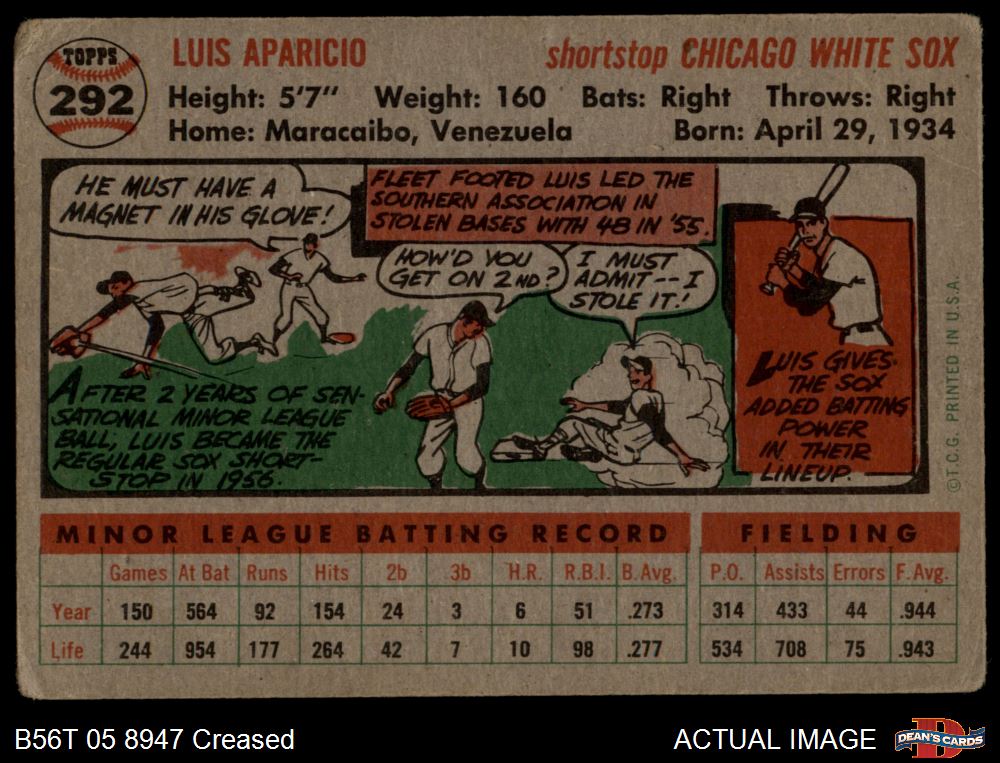 TOPPS
292
LUIS APARICIO
shortstop CHICAGO WHITE SOX
Height: 5'7" Weight: 160 Bats: Right Throws: Right
Home: Maracaibo, Venezuela Born: April 29, 1934
HE MUST HAVE A
MAGNET IN HIS GLOVE!
FLEET FOOTED LUIS LED THE
SOUTHERN ASSOCIATION IN
STOLEN BASES WITH 48 IN '55.
HOW'D YOU
GET ON 2ND?
I MUST
ADMIT--I
STOLE IT!
AFTER 2 YEARS OF SEN-
SATIONAL MINOR LEAGUE
BALL, LUIS BECAME THE
REGULAR SOX SHORT-
STOP IN 1956.
LUIS GIVES
THE SOX
ADDED BATTING
POWER
IN THEIR
LINEUP.
©T.C.G. PRINTED IN U.S.A.
MINOR LEAGUE BATTING RECORD
Games At Bat Runs Hits 2b 3b H.R. R.B.I. B.Avg.
Year 150 564 92 154 24 3 6 51 .273
Life 244 954 177 264 42 7 10 98 .277
FIELDING
P.O. Assists Errors F.Avg.
314 433 44 .944
534 708 75 .943
B56T 05 8947 Creased
ACTUAL IMAGE
DEAN'S CARDS